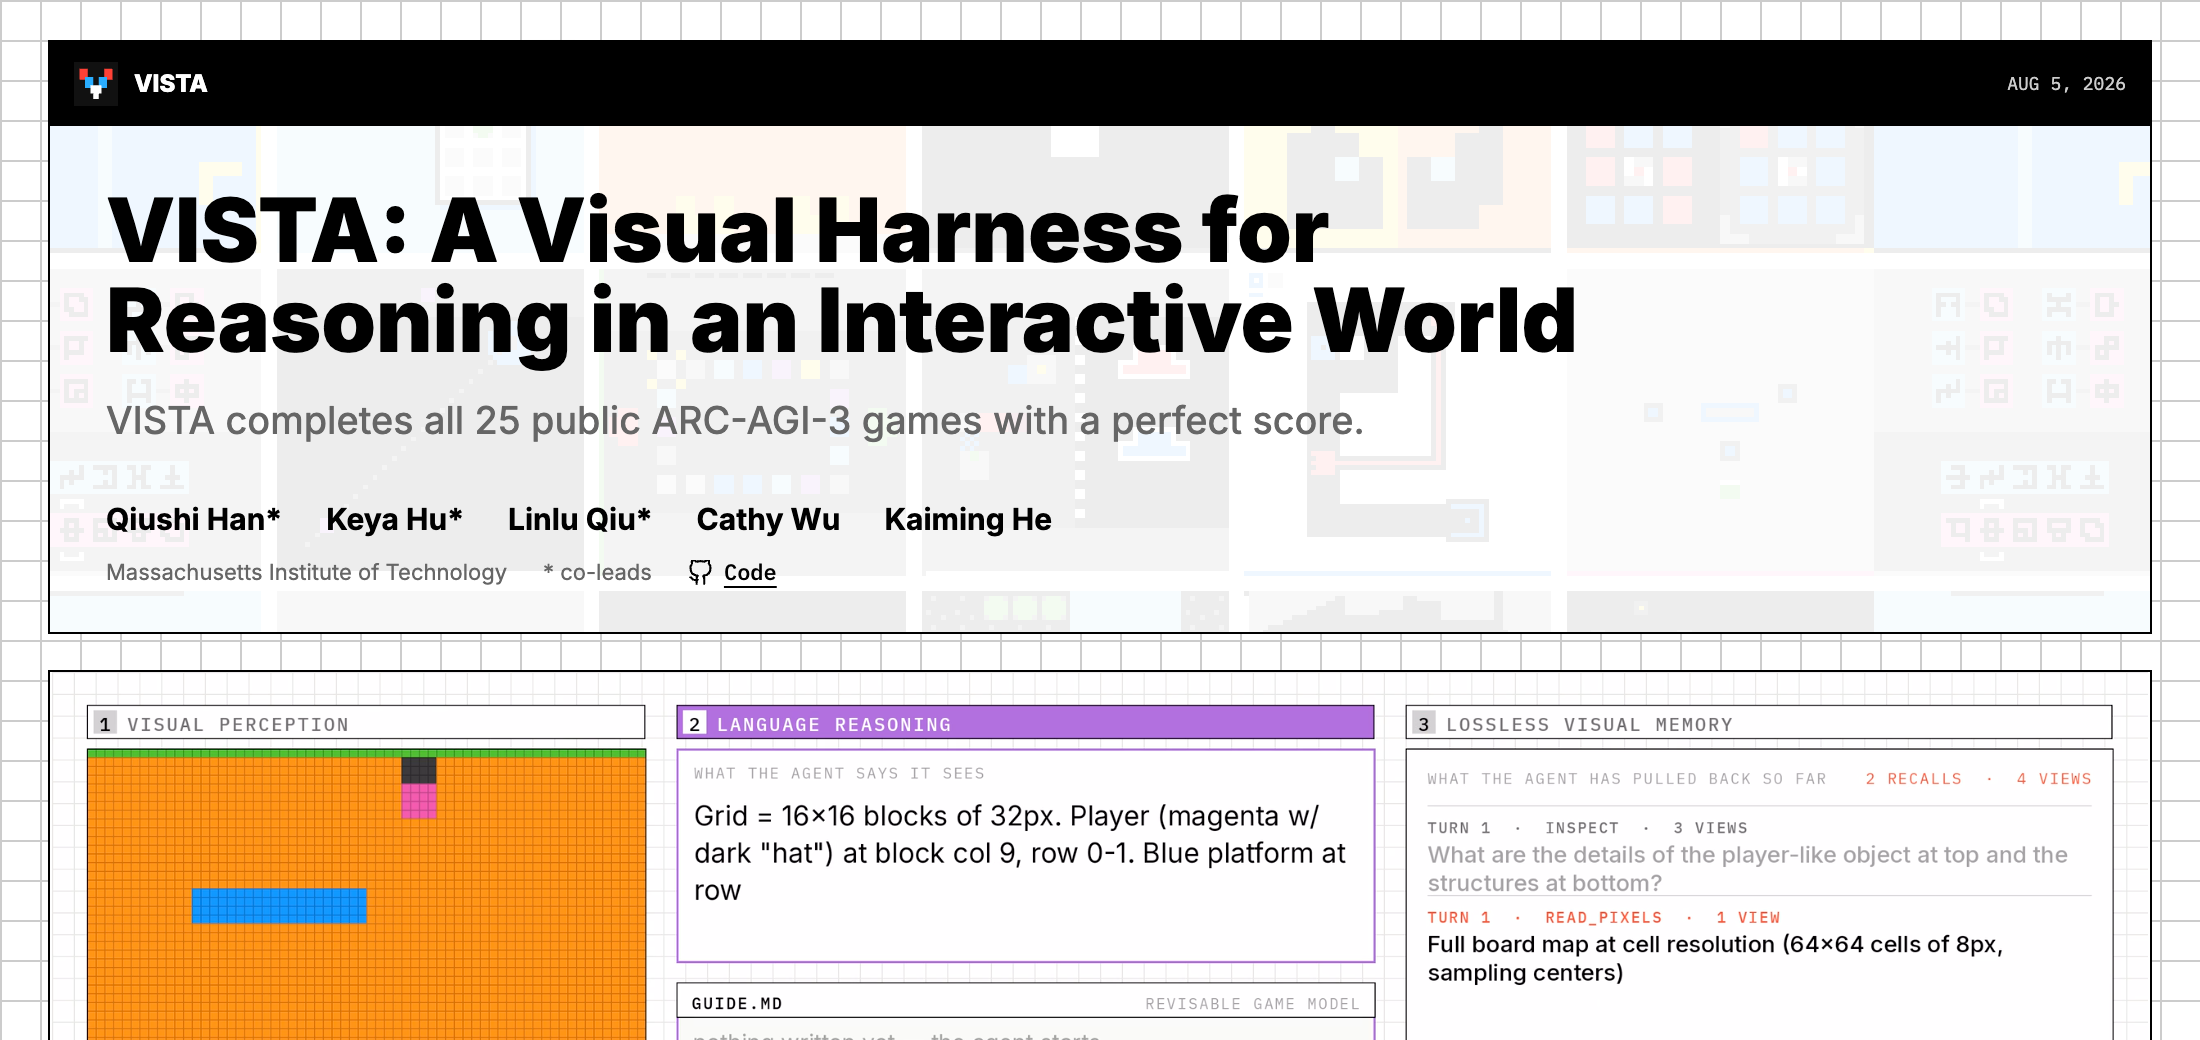 VISTA
AUG 5, 2026
VISTA: A Visual Harness for
Reasoning in an Interactive World
VISTA completes all 25 public ARC-AGI-3 games with a perfect score.
Qiushi Han* Keya Hu* Linlu Qiu* Cathy Wu Kaiming He
Massachusetts Institute of Technology * co-leads Code
1 VISUAL PERCEPTION
2 LANGUAGE REASONING
WHAT THE AGENT SAYS IT SEES
Grid = 16×16 blocks of 32px. Player (magenta w/
dark "hat") at block col 9, row 0-1. Blue platform at
row
GUIDE.MD REVISABLE GAME MODEL
nothing written yet — the agent starts
3 LOSSLESS VISUAL MEMORY
WHAT THE AGENT HAS PULLED BACK SO FAR 2 RECALLS · 4 VIEWS
TURN 1 · INSPECT · 3 VIEWS
What are the details of the player-like object at top and the
structures at bottom?
TURN 1 · READ_PIXELS · 1 VIEW
Full board map at cell resolution (64×64 cells of 8px,
sampling centers)